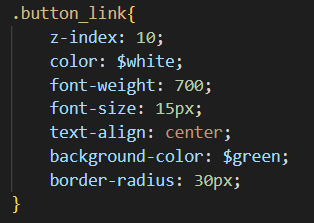 .button_link{
z-index: 10;
color: $white;
font-weight: 700;
font-size: 15px;
text-align: center;
background-color: $green;
border-radius: 30px;
}